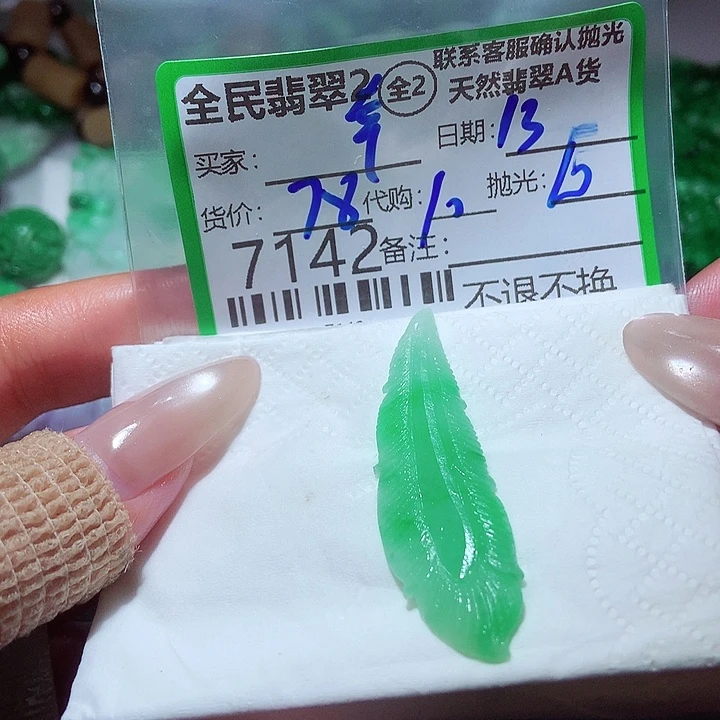 联系客服确认抛光
全民翡翠2 全2 天然翡翠A货
买家: 日期: 13
货价: 78 代购: 10 抛光: 15
7142 备注:
不退不换